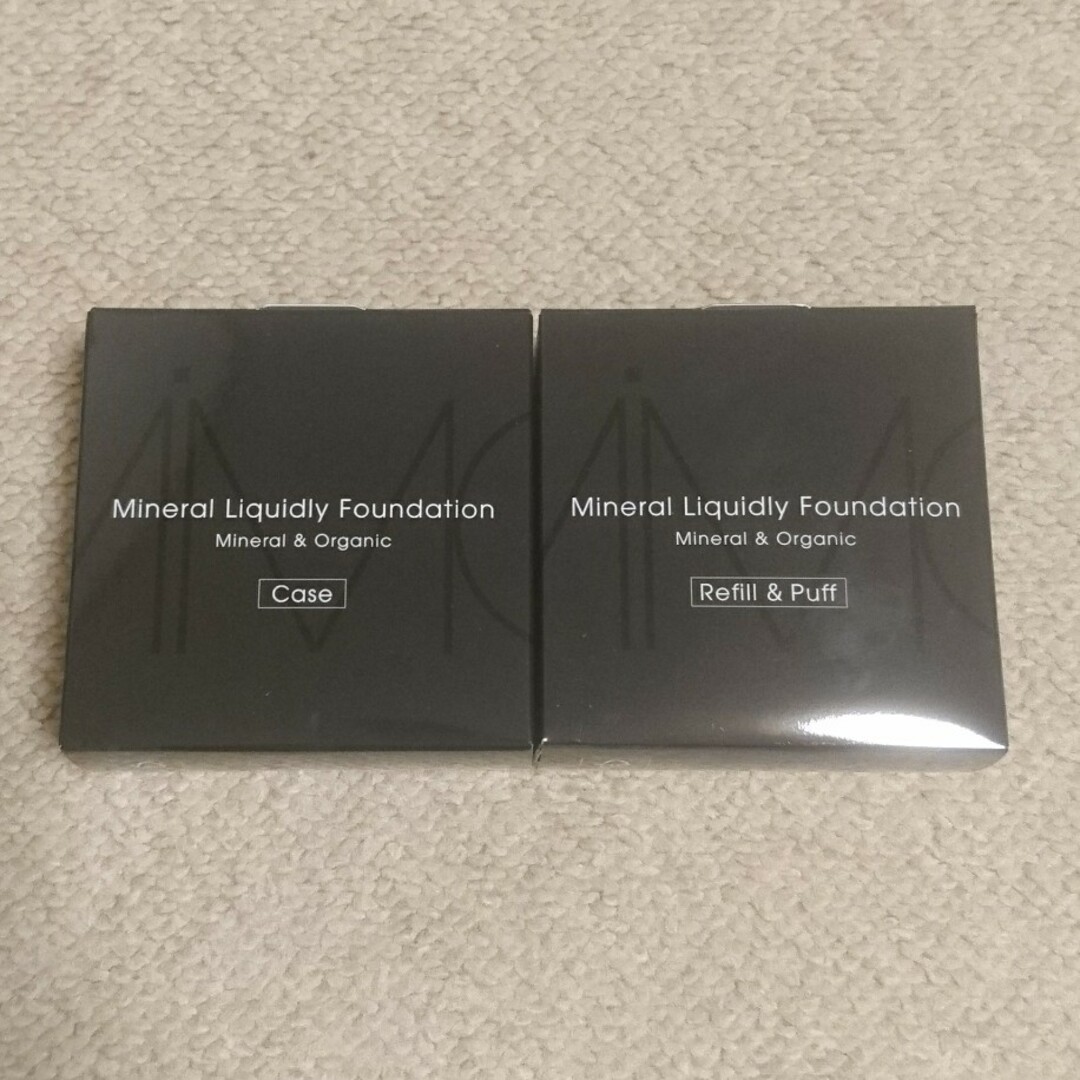 Mineral Liquidly Foundation
Mineral & Organic
Case
Mineral Liquidly Foundation
Mineral & Organic
Refill & Puff